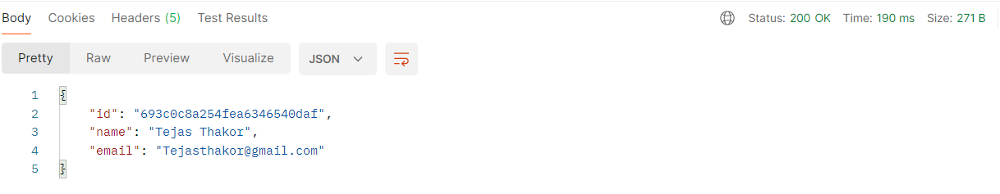 Body Cookies Headers (5) Test Results Status: 200 OK Time: 190 ms Size: 271 B
Pretty Raw Preview Visualize JSON
1 {
2 "id": "693c0c8a254fea6346540daf",
3 "name": "Tejas Thakor",
4 "email": "Tejasthakor@gmail.com"
5 }